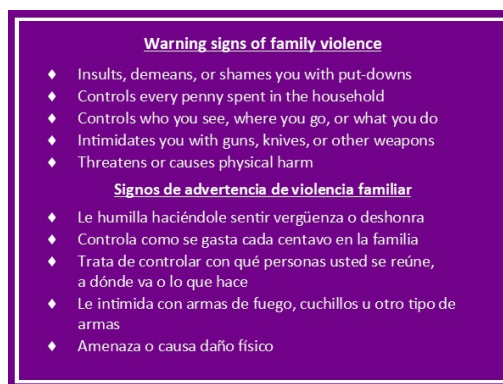 Warning signs of family violence
♦ Insults, demeans, or shames you with put-downs
♦ Controls every penny spent in the household
♦ Controls who you see, where you go, or what you do
♦ Intimidates you with guns, knives, or other weapons
♦ Threatens or causes physical harm
Signos de advertencia de violencia familiar
♦ Le humilla haciéndole sentir vergüenza o deshonra
♦ Controla como se gasta cada centavo en la familia
♦ Trata de controlar con qué personas usted se reúne,
a dónde va o lo que hace
♦ Le intimida con armas de fuego, cuchillos u otro tipo de
armas
♦ Amenaza o causa daño físico